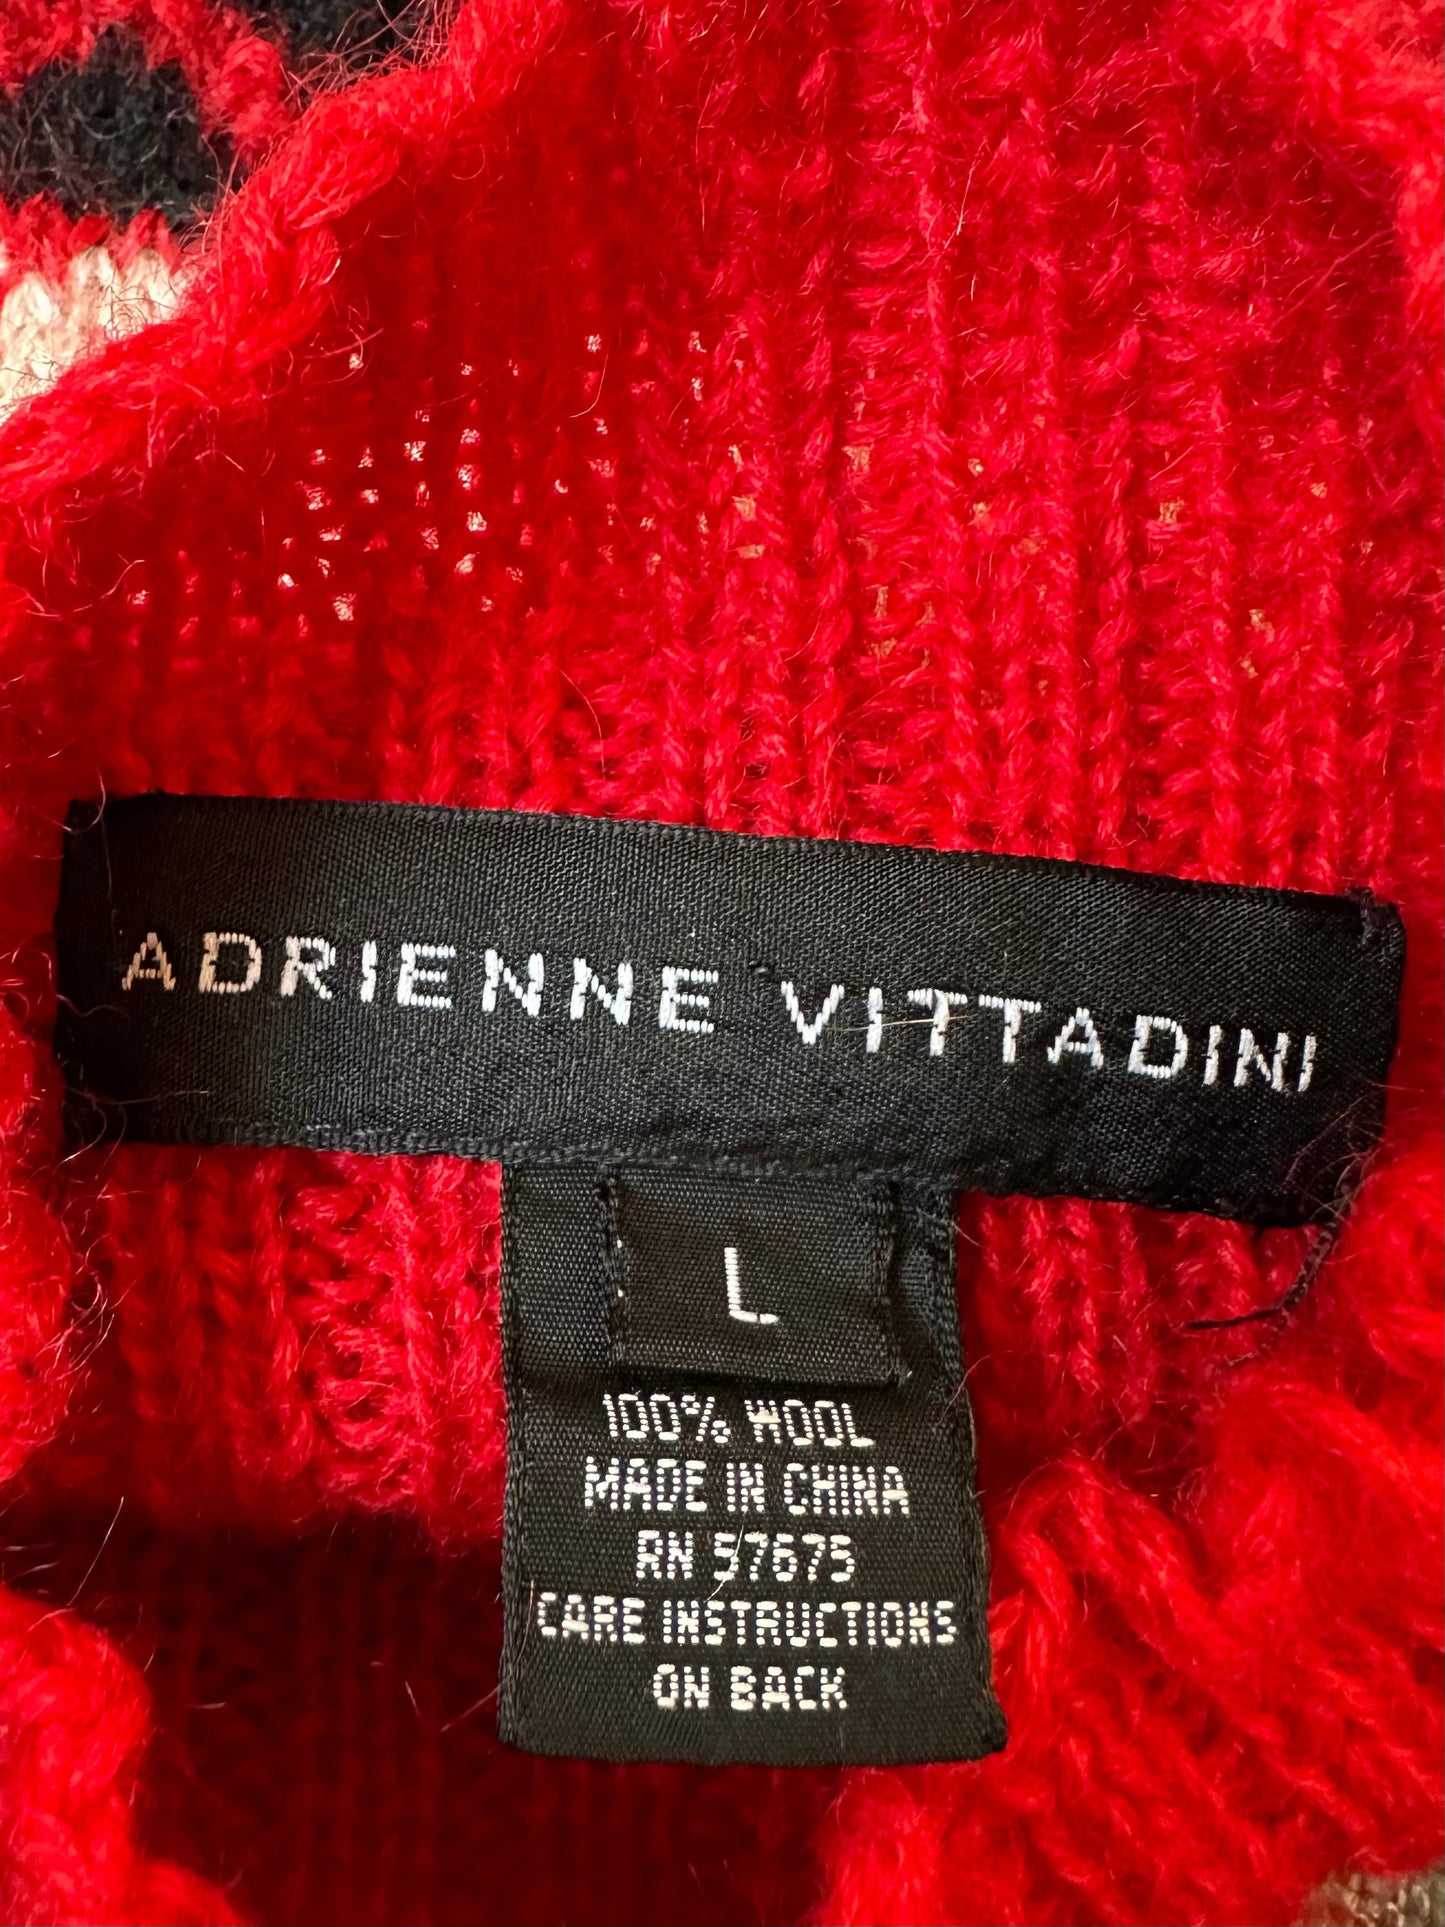 ADRIENNE VITTADINI
L
100% WOOL
MADE IN CHINA
RN 57675
CARE INSTRUCTIONS
ON BACK